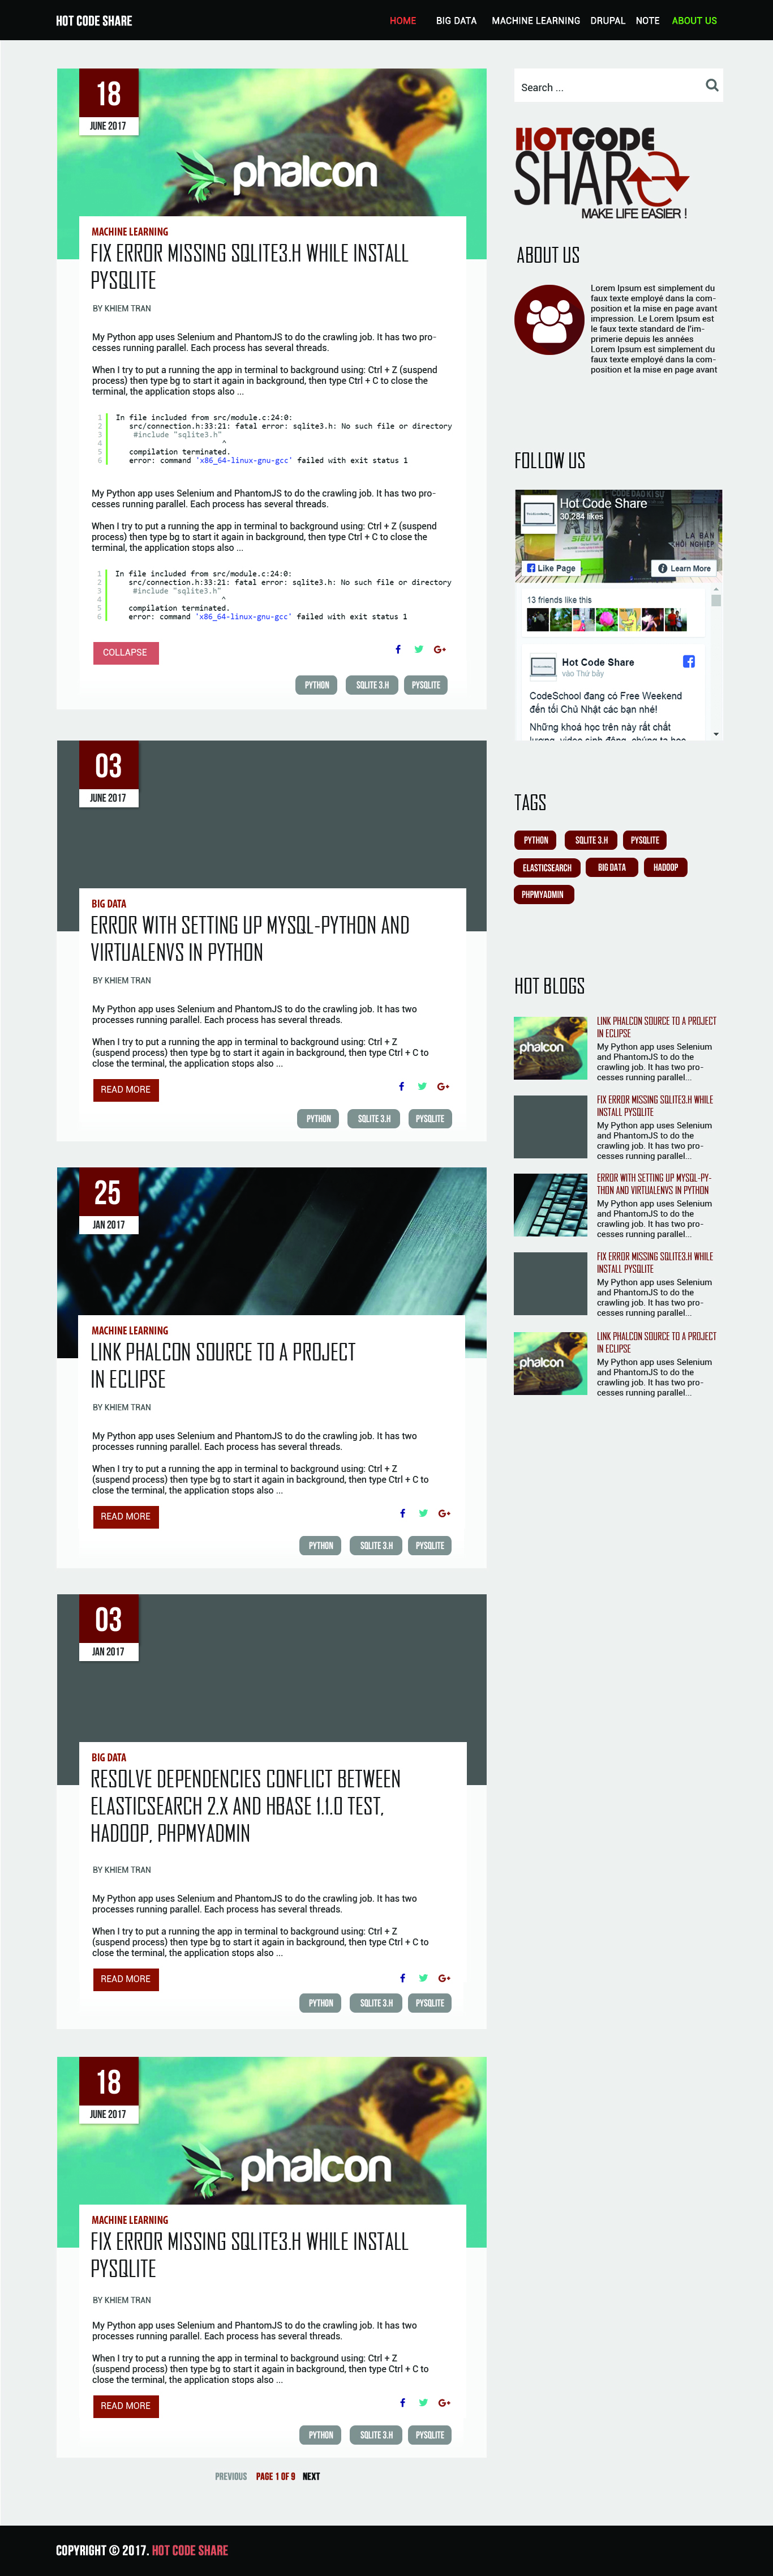 HOT CODE SHARE
HOME BIG DATA MACHINE LEARNING DRUPAL NOTE ABOUT US
18
JUNE 2017
phalcon
MACHINE LEARNING
FIX ERROR MISSING SQLITE3.H WHILE INSTALL
PYSQLITE
BY KHIEM TRAN
My Python app uses Selenium and PhantomJS to do the crawling job. It has two pro-
cesses running parallel. Each process has several threads.
When I try to put a running the app in terminal to background using: Ctrl + Z (suspend
process) then type bg to start it again in background, then type Ctrl + C to close the
terminal, the application stops also ...
1 In file included from src/module.c:24:0:
2 src/connection.h:33:21: fatal error: sqlite3.h: No such file or directory
3 #include "sqlite3.h"
4 ^
5 compilation terminated.
6 error: command 'x86_64-linux-gnu-gcc' failed with exit status 1
My Python app uses Selenium and PhantomJS to do the crawling job. It has two pro-
cesses running parallel. Each process has several threads.
When I try to put a running the app in terminal to background using: Ctrl + Z (suspend
process) then type bg to start it again in background, then type Ctrl + C to close the
terminal, the application stops also ...
1 In file included from src/module.c:24:0:
2 src/connection.h:33:21: fatal error: sqlite3.h: No such file or directory
3 #include "sqlite3.h"
4 ^
5 compilation terminated.
6 error: command 'x86_64-linux-gnu-gcc' failed with exit status 1
COLLAPSE
PYTHON SQLITE 3.H PYSQLITE
03
JUNE 2017
BIG DATA
ERROR WITH SETTING UP MYSQL-PYTHON AND
VIRTUALENVS IN PYTHON
BY KHIEM TRAN
My Python app uses Selenium and PhantomJS to do the crawling job. It has two
processes running parallel. Each process has several threads.
When I try to put a running the app in terminal to background using: Ctrl + Z
(suspend process) then type bg to start it again in background, then type Ctrl + C to
close the terminal, the application stops also ...
READ MORE
PYTHON SQLITE 3.H PYSQLITE
25
JAN 2017
MACHINE LEARNING
LINK PHALCON SOURCE TO A PROJECT
IN ECLIPSE
BY KHIEM TRAN
My Python app uses Selenium and PhantomJS to do the crawling job. It has two
processes running parallel. Each process has several threads.
When I try to put a running the app in terminal to background using: Ctrl + Z
(suspend process) then type bg to start it again in background, then type Ctrl + C to
close the terminal, the application stops also ...
READ MORE
PYTHON SQLITE 3.H PYSQLITE
03
JAN 2017
BIG DATA
RESOLVE DEPENDENCIES CONFLICT BETWEEN
ELASTICSEARCH 2.X AND HBASE 1.1.0 TEST,
HADOOP, PHPMYADMIN
BY KHIEM TRAN
My Python app uses Selenium and PhantomJS to do the crawling job. It has two
processes running parallel. Each process has several threads.
When I try to put a running the app in terminal to background using: Ctrl + Z
(suspend process) then type bg to start it again in background, then type Ctrl + C to
close the terminal, the application stops also ...
READ MORE
PYTHON SQLITE 3.H PYSQLITE
18
JUNE 2017
phalcon
MACHINE LEARNING
FIX ERROR MISSING SQLITE3.H WHILE INSTALL
PYSQLITE
BY KHIEM TRAN
My Python app uses Selenium and PhantomJS to do the crawling job. It has two
processes running parallel. Each process has several threads.
When I try to put a running the app in terminal to background using: Ctrl + Z
(suspend process) then type bg to start it again in background, then type Ctrl + C to
close the terminal, the application stops also ...
READ MORE
PYTHON SQLITE 3.H PYSQLITE
PREVIOUS PAGE 1 OF 9 NEXT
Search ...
HOTCODE
SHARE
MAKE LIFE EASIER !
ABOUT US
Lorem Ipsum est simplement du
faux texte employé dans la com-
position et la mise en page avant
impression. Le Lorem Ipsum est
le faux texte standard de l'im-
primerie depuis les années
Lorem Ipsum est simplement du
faux texte employé dans la com-
position et la mise en page avant
FOLLOW US
Hot Code Share
30,284 likes
Like Page
Learn More
13 friends like this
Hot Code Share
vào Thứ bảy
CodeSchool đang có Free Weekend
đến tối Chủ Nhật các bạn nhé!
Những khoá học trên này rất chất
lượng, video sinh động, chúng ta học
TAGS
PYTHON SQLITE 3.H PYSQLITE
ELASTICSEARCH BIG DATA HADOOP
PHPMYADMIN
HOT BLOGS
phalcon
LINK PHALCON SOURCE TO A PROJECT
IN ECLIPSE
My Python app uses Selenium
and PhantomJS to do the
crawling job. It has two pro-
cesses running parallel...
FIX ERROR MISSING SQLITE3.H WHILE
INSTALL PYSQLITE
My Python app uses Selenium
and PhantomJS to do the
crawling job. It has two pro-
cesses running parallel...
ERROR WITH SETTING UP MYSQL-PY-
THON AND VIRTUALENVS IN PYTHON
My Python app uses Selenium
and PhantomJS to do the
crawling job. It has two pro-
cesses running parallel...
FIX ERROR MISSING SQLITE3.H WHILE
INSTALL PYSQLITE
My Python app uses Selenium
and PhantomJS to do the
crawling job. It has two pro-
cesses running parallel...
phalcon
LINK PHALCON SOURCE TO A PROJECT
IN ECLIPSE
My Python app uses Selenium
and PhantomJS to do the
crawling job. It has two pro-
cesses running parallel...
COPYRIGHT © 2017. HOT CODE SHARE